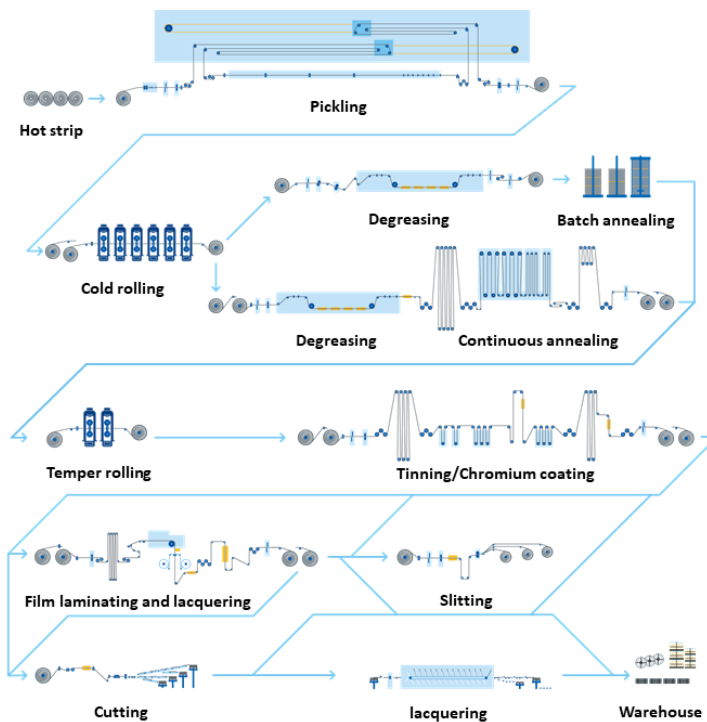 Pickling
Hot strip
Degreasing
Batch annealing
Cold rolling
Degreasing
Continuous annealing
Temper rolling
Tinning/Chromium coating
Film laminating and lacquering
Slitting
Cutting
lacquering
Warehouse